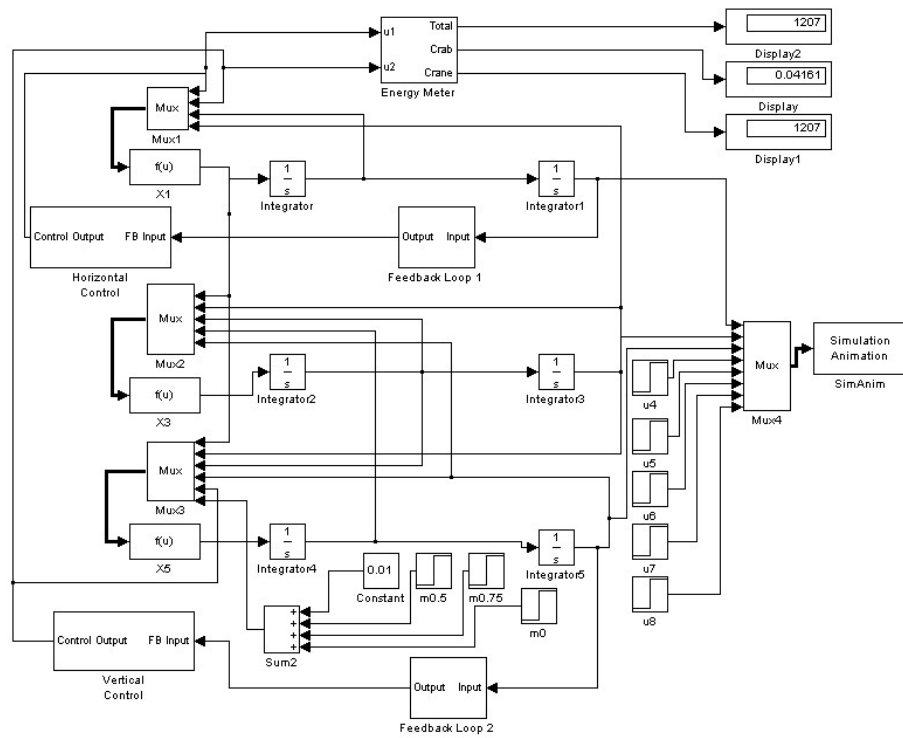 u1
u2
Total
Crab
Crane
Energy Meter
1207
Display2
0.04161
Display
1207
Display1
Mux
Mux1
f(u)
X1
1
s
Integrator
1
s
Integrator1
Control Output
FB Input
Horizontal
Control
Output
Input
Feedback Loop 1
Mux
Mux2
f(u)
X3
1
s
Integrator2
1
s
Integrator3
Mux
Mux4
Simulation
Animation
SimAnim
u4
u5
u6
u7
u8
Mux
Mux3
f(u)
X5
1
s
Integrator4
1
s
Integrator5
0.01
Constant
m0.5
m0.75
m0
+
+
+
+
Sum2
Control Output
FB Input
Vertical
Control
Output
Input
Feedback Loop 2